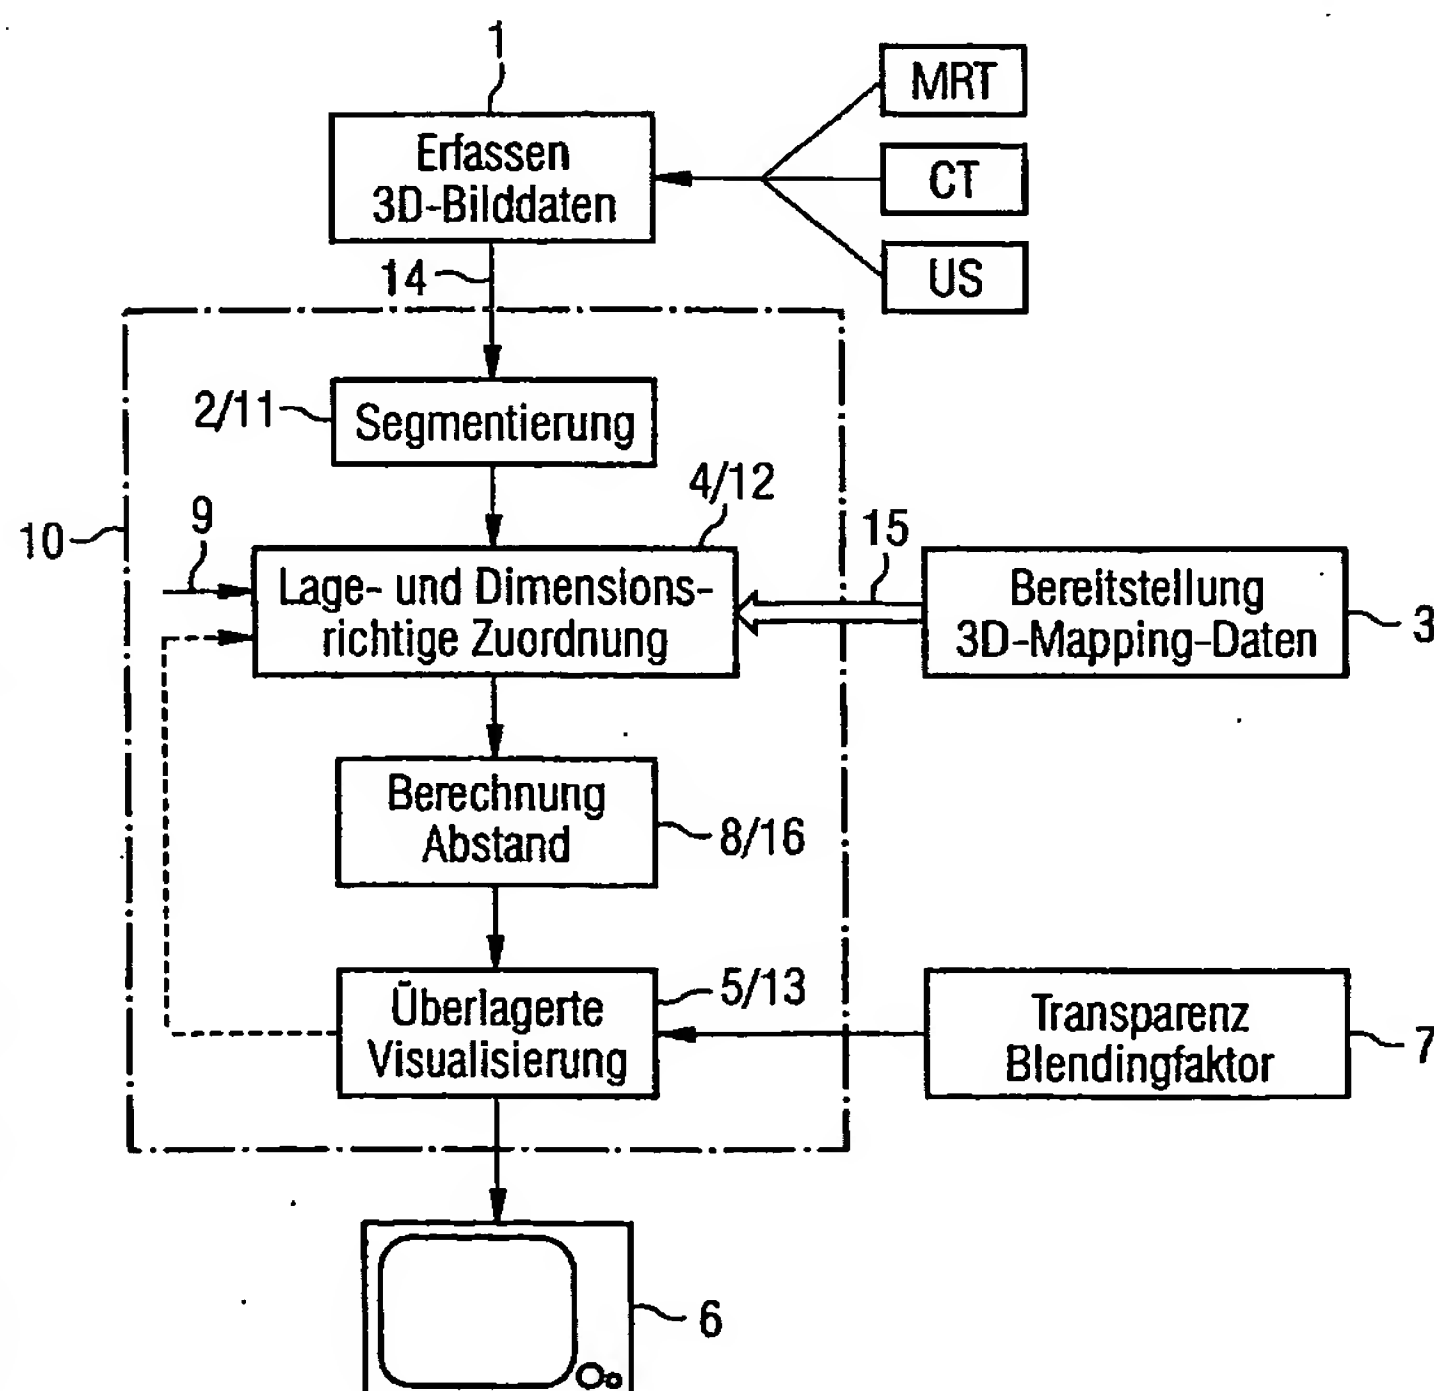 1
MRT
Erfassen
3D-Bilddaten
CT
14
US
2/11
Segmentierung
4/12
9
15
10
Lage- und Dimensions-
richtige Zuordnung
Bereitstellung
3D-Mapping-Daten
3
Berechnung
Abstand
8/16
5/13
Überlagerte
Visualisierung
Transparenz
Blendingfaktor
7
6